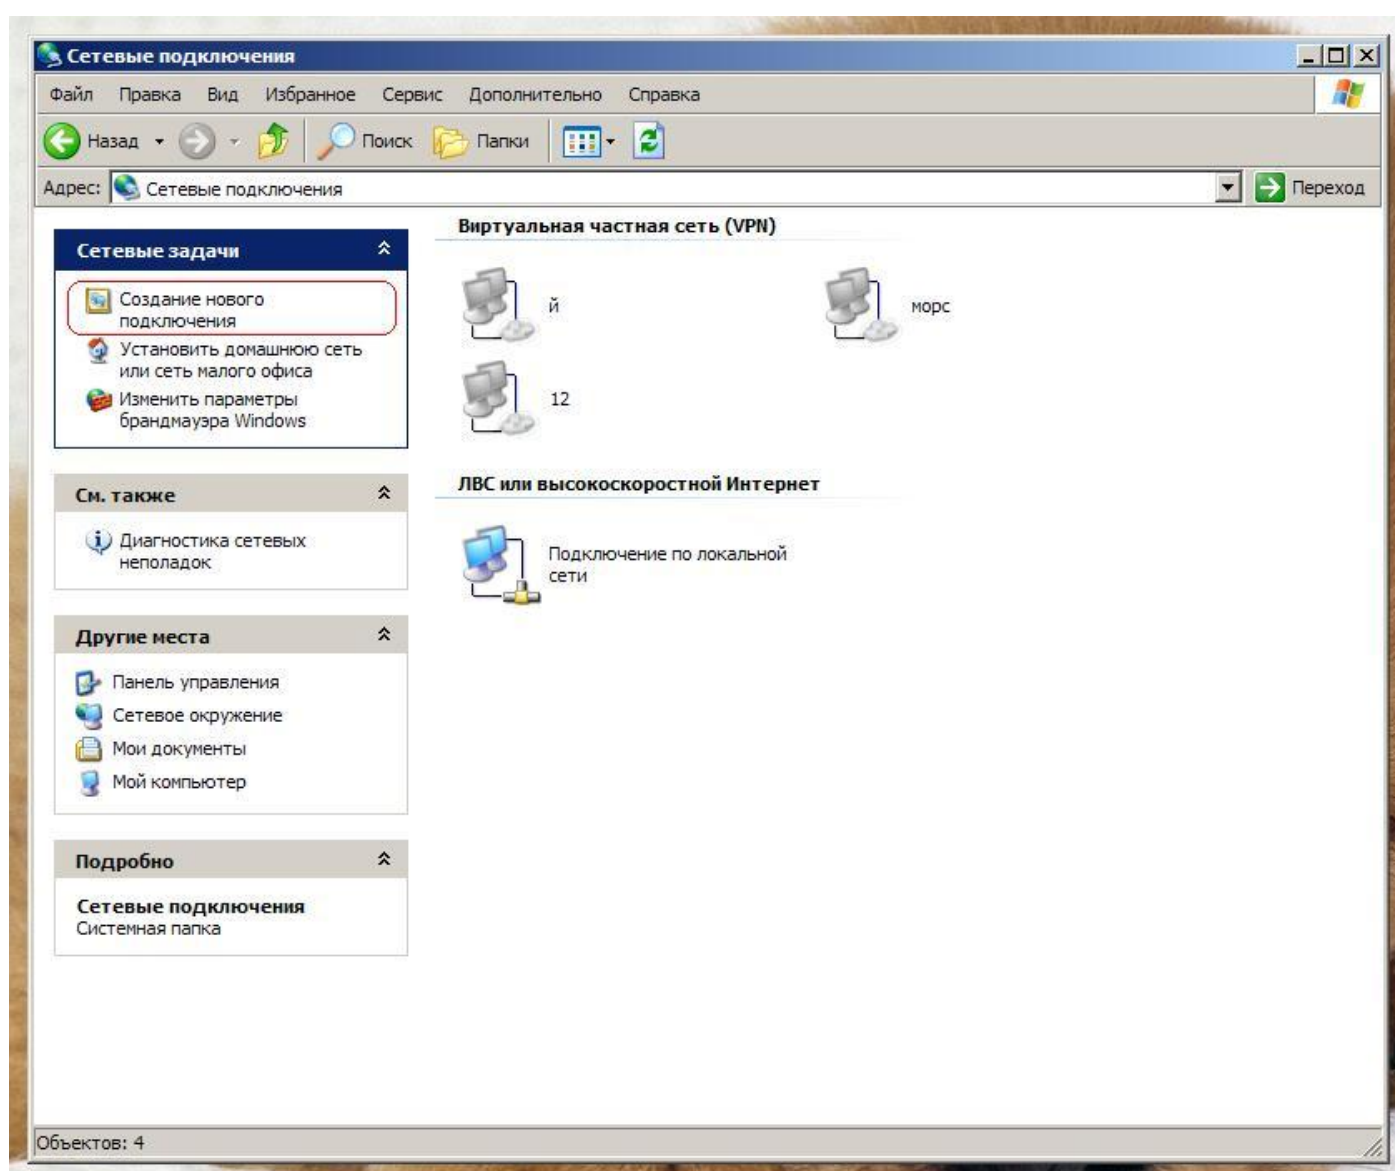 Сетевые подключения
Файл Правка Вид Избранное Сервис Дополнительно Справка
Назад Поиск Папки
Адрес: Сетевые подключения Переход
Сетевые задачи
Создание нового
подключения
Установить домашнюю сеть
или сеть малого офиса
Изменить параметры
брандмауэра Windows
См. также
Диагностика сетевых
неполадок
Другие места
Панель управления
Сетевое окружение
Мои документы
Мой компьютер
Подробно
Сетевые подключения
Системная папка
Виртуальная частная сеть (VPN)
й
морс
12
ЛВС или высокоскоростной Интернет
Подключение по локальной
сети
Объектов: 4